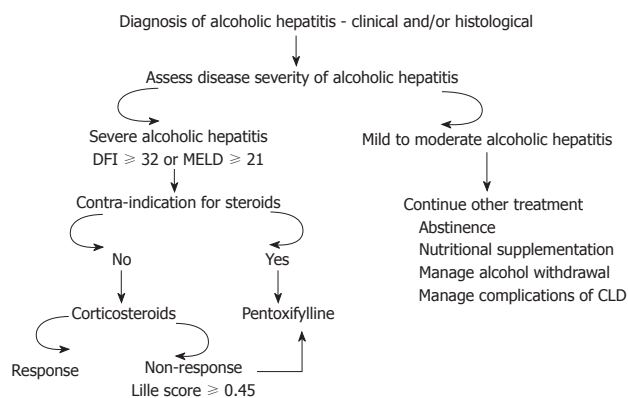 Diagnosis of alcoholic hepatitis - clinical and/or histological
Assess disease severity of alcoholic hepatitis
Severe alcoholic hepatitis
DFI ⩾ 32 or MELD ⩾ 21
Mild to moderate alcoholic hepatitis
Contra-indication for steroids
Continue other treatment
Abstinence
Nutritional supplementation
Manage alcohol withdrawal
Manage complications of CLD
No
Yes
Corticosteroids
Pentoxifylline
Response
Non-response
Lille score ⩾ 0.45